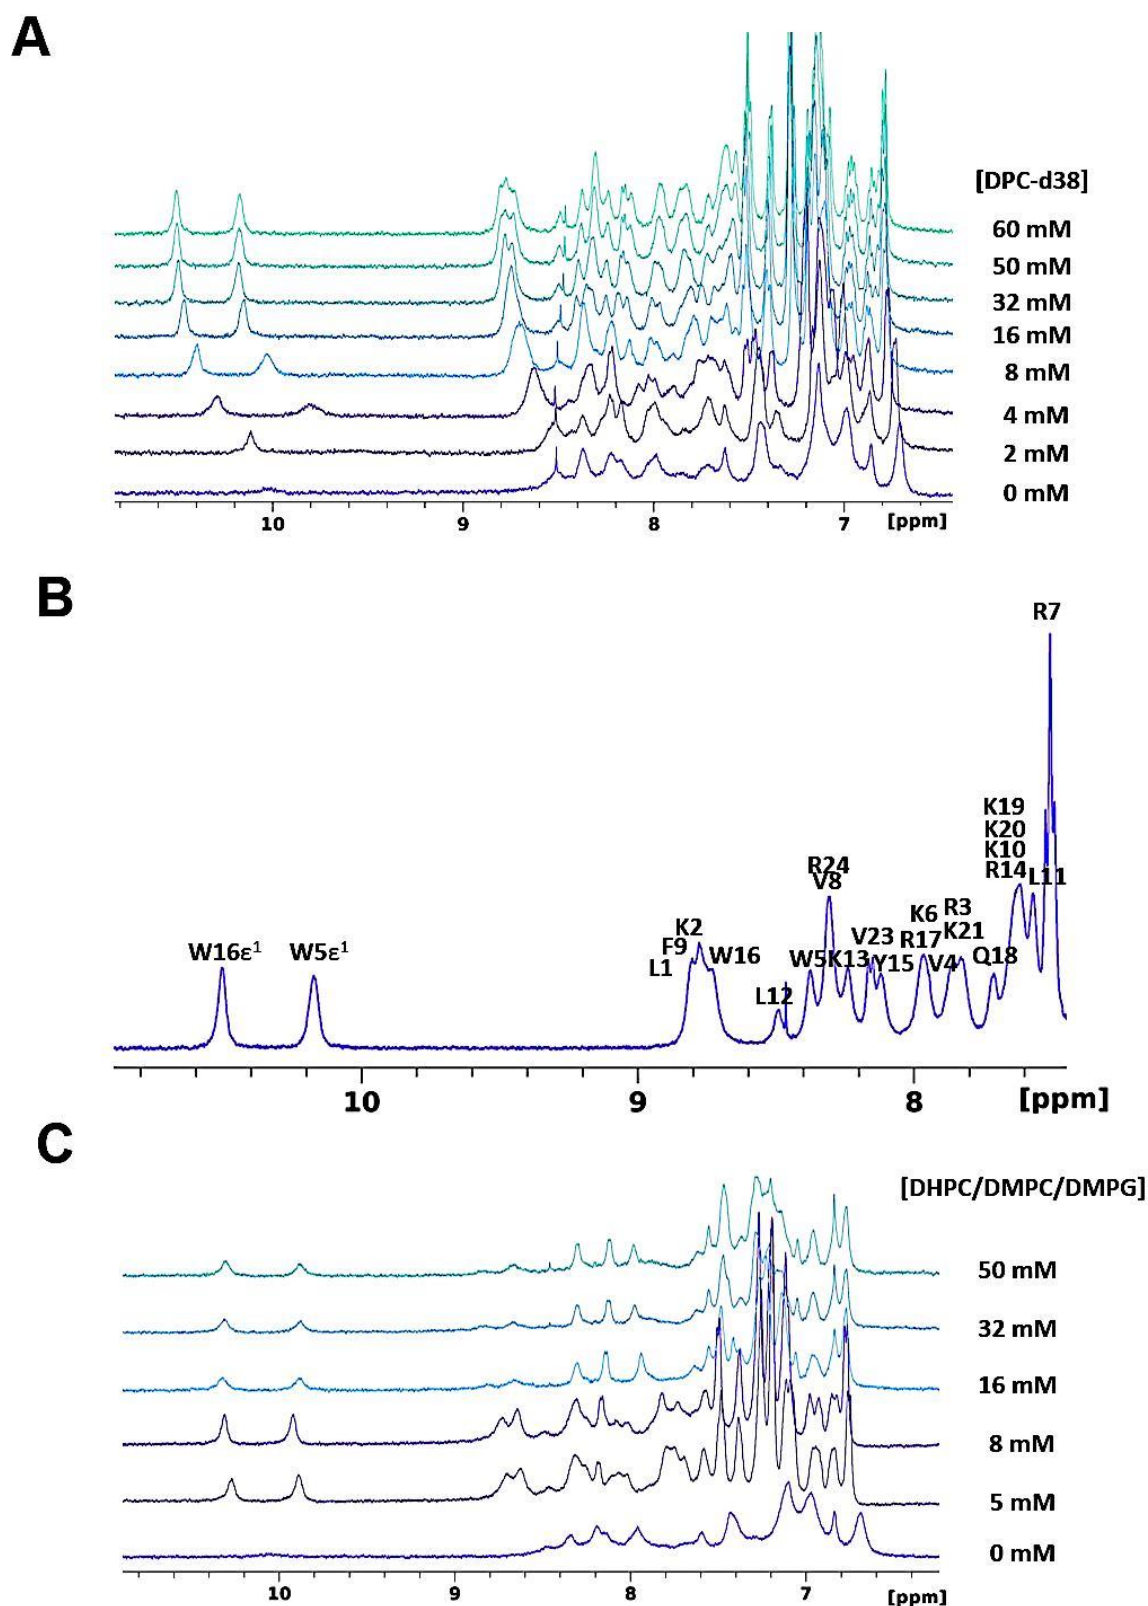 A
[DPC-d38]
60 mM
50 mM
32 mM
16 mM
8 mM
4 mM
2 mM
0 mM
10 9 8 7 [ppm]
B
R7
K19
K20
K10
R14
L11
R24
V8
K6
R17
R3
K21
V4
Q18
V23
Y15
W5
K13
K2
F9
L1
W16
L12
W16ε¹
W5ε¹
10 9 8 [ppm]
C
[DHPC/DMPC/DMPG]
50 mM
32 mM
16 mM
8 mM
5 mM
0 mM
10 9 8 7 [ppm]